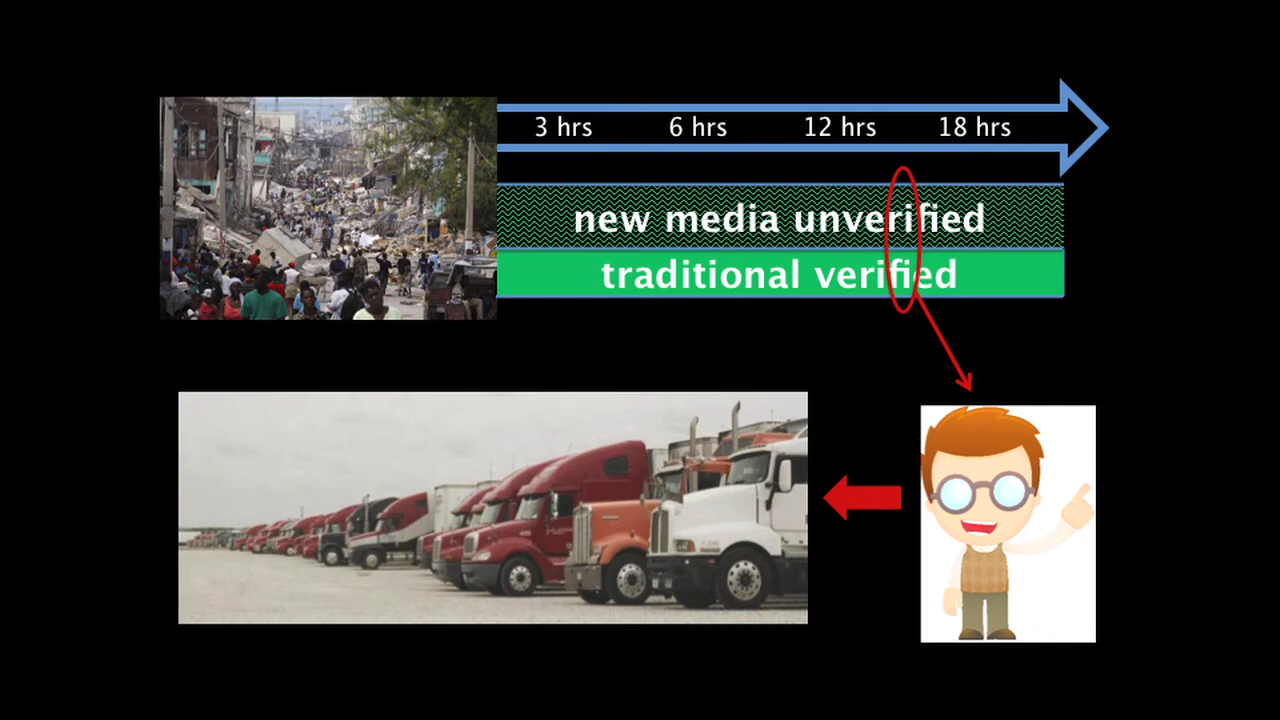 3 hrs 6 hrs 12 hrs 18 hrs
new media unverified
traditional verified